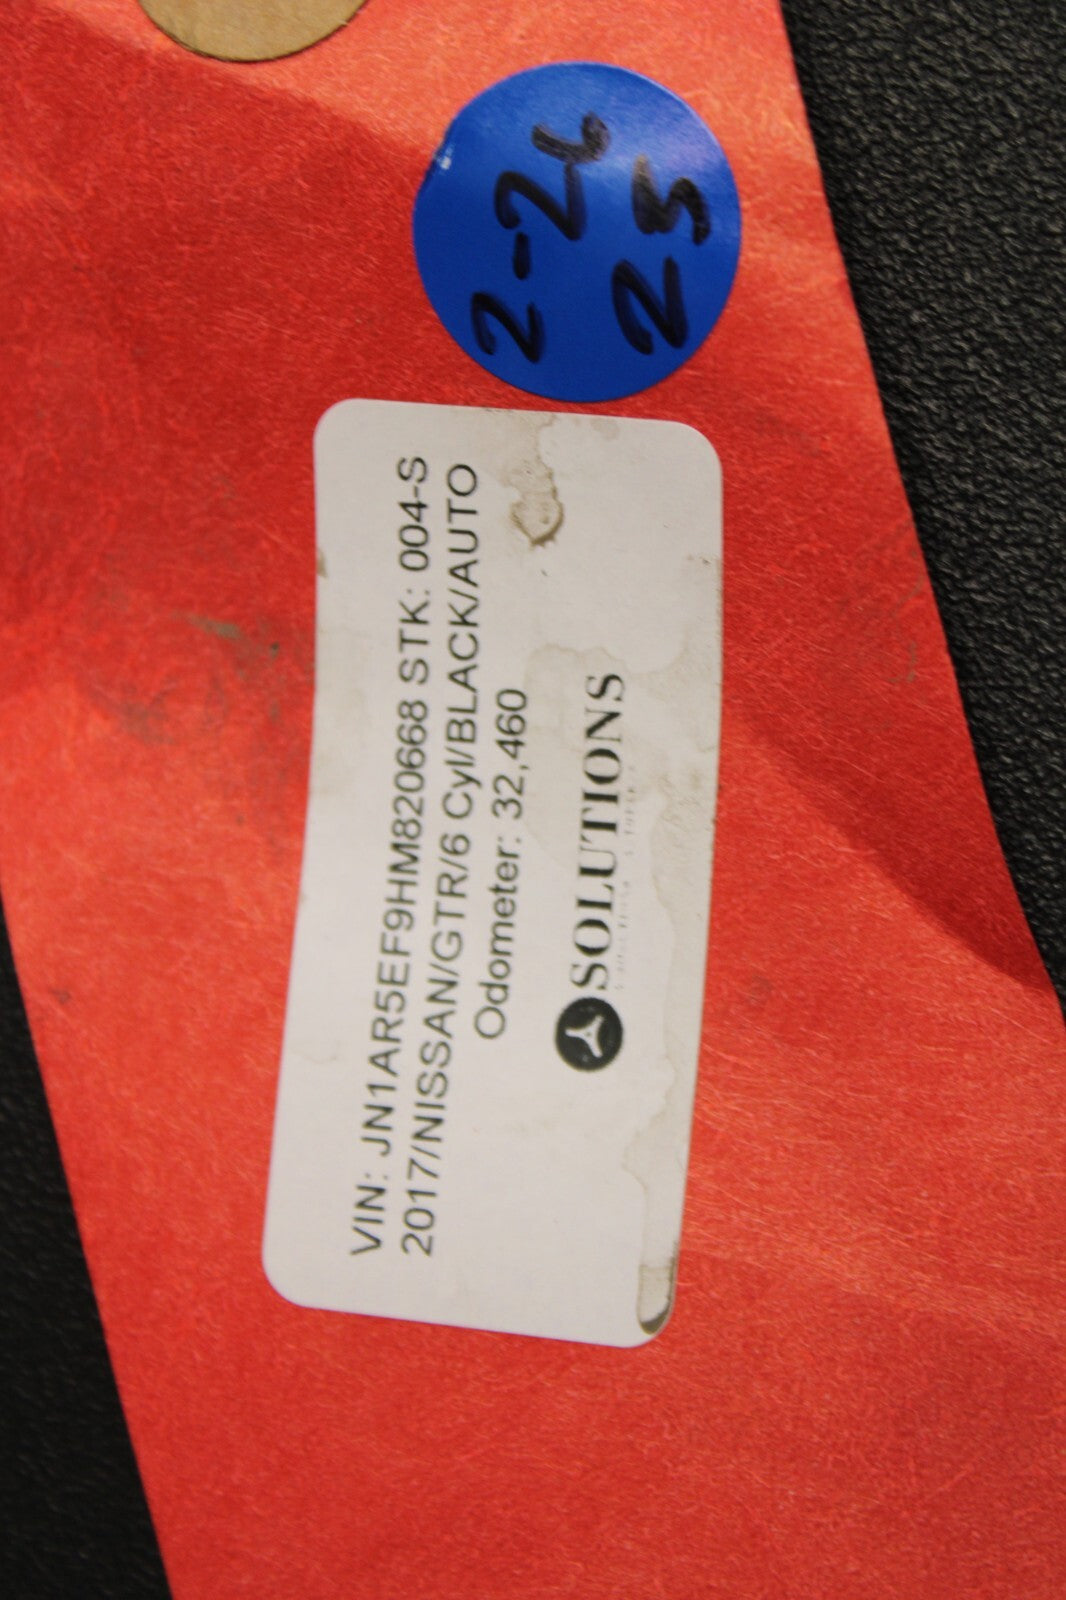 2-26
25
VIN: JN1AR5EF9HM820668 STK: 004-S
2017/NISSAN/GTR/6 Cyl/BLACK/AUTO
Odometer: 32,460
SOLUTIONS